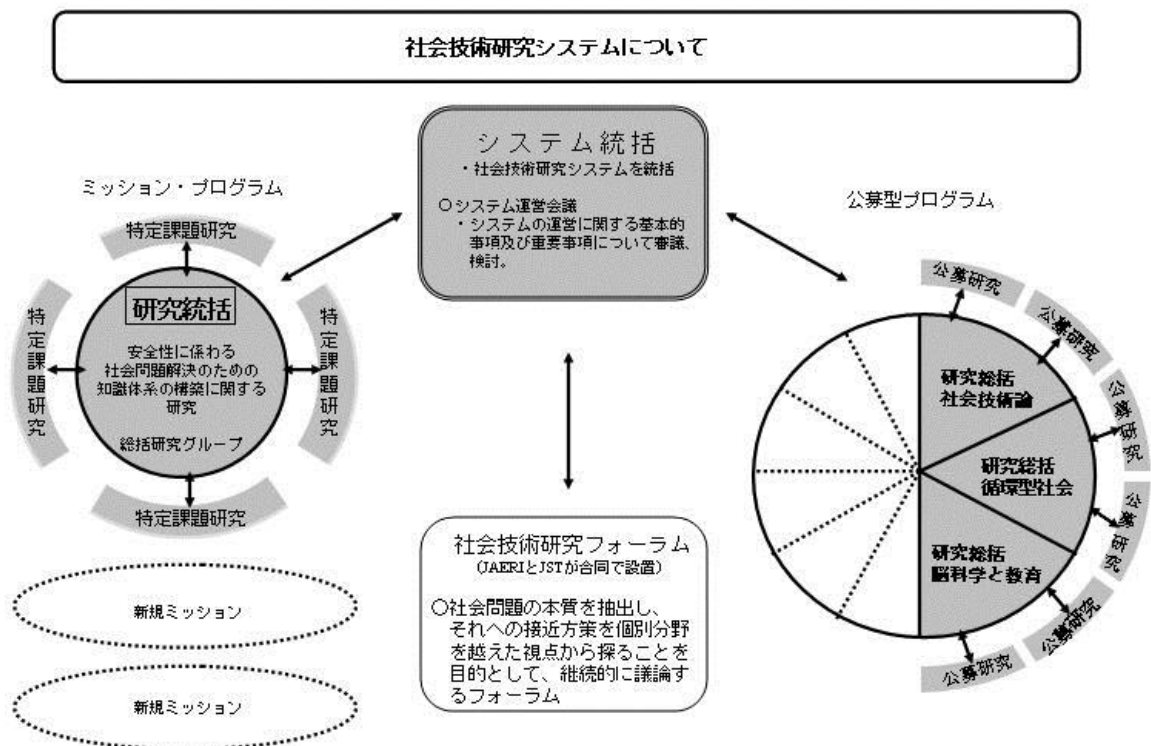 社会技術研究システムについて
システム統括
・社会技術研究システムを統括
○システム運営会議
・システムの運営に関する基本的
事項及び重要事項について審議、
検討。
ミッション・プログラム
特定課題研究
特定課題研究
研究統括
安全性に係わる
社会問題解決のための
知識体系の構築に関する
研究
総括研究グループ
特定課題研究
特定課題研究
新規ミッション
新規ミッション
社会技術研究フォーラム
(JAERIとJSTが合同で設置)
○社会問題の本質を抽出し、
それへの接近方策を個別分野
を越えた視点から探ることを
目的として、継続的に議論す
るフォーラム
公募型プログラム
公募研究
公募研究
公募研究
公募研究
公募研究
公募研究
研究総括
社会技術論
研究総括
循環型社会
研究総括
脳科学と教育